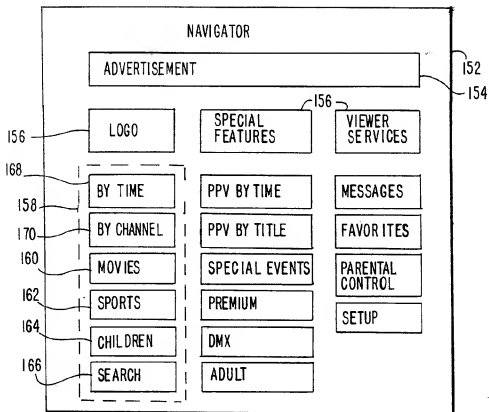 NAVIGATOR
ADVERTISEMENT
152
154
156
LOGO
SPECIAL
FEATURES
156
VIEWER
SERVICES
168
158
170
160
162
164
166
BY TIME
BY CHANNEL
MOVIES
SPORTS
CHILDREN
SEARCH
PPV BY TIME
PPV BY TITLE
SPECIAL EVENTS
PREMIUM
DMX
ADULT
MESSAGES
FAVORITES
PARENTAL
CONTROL
SETUP